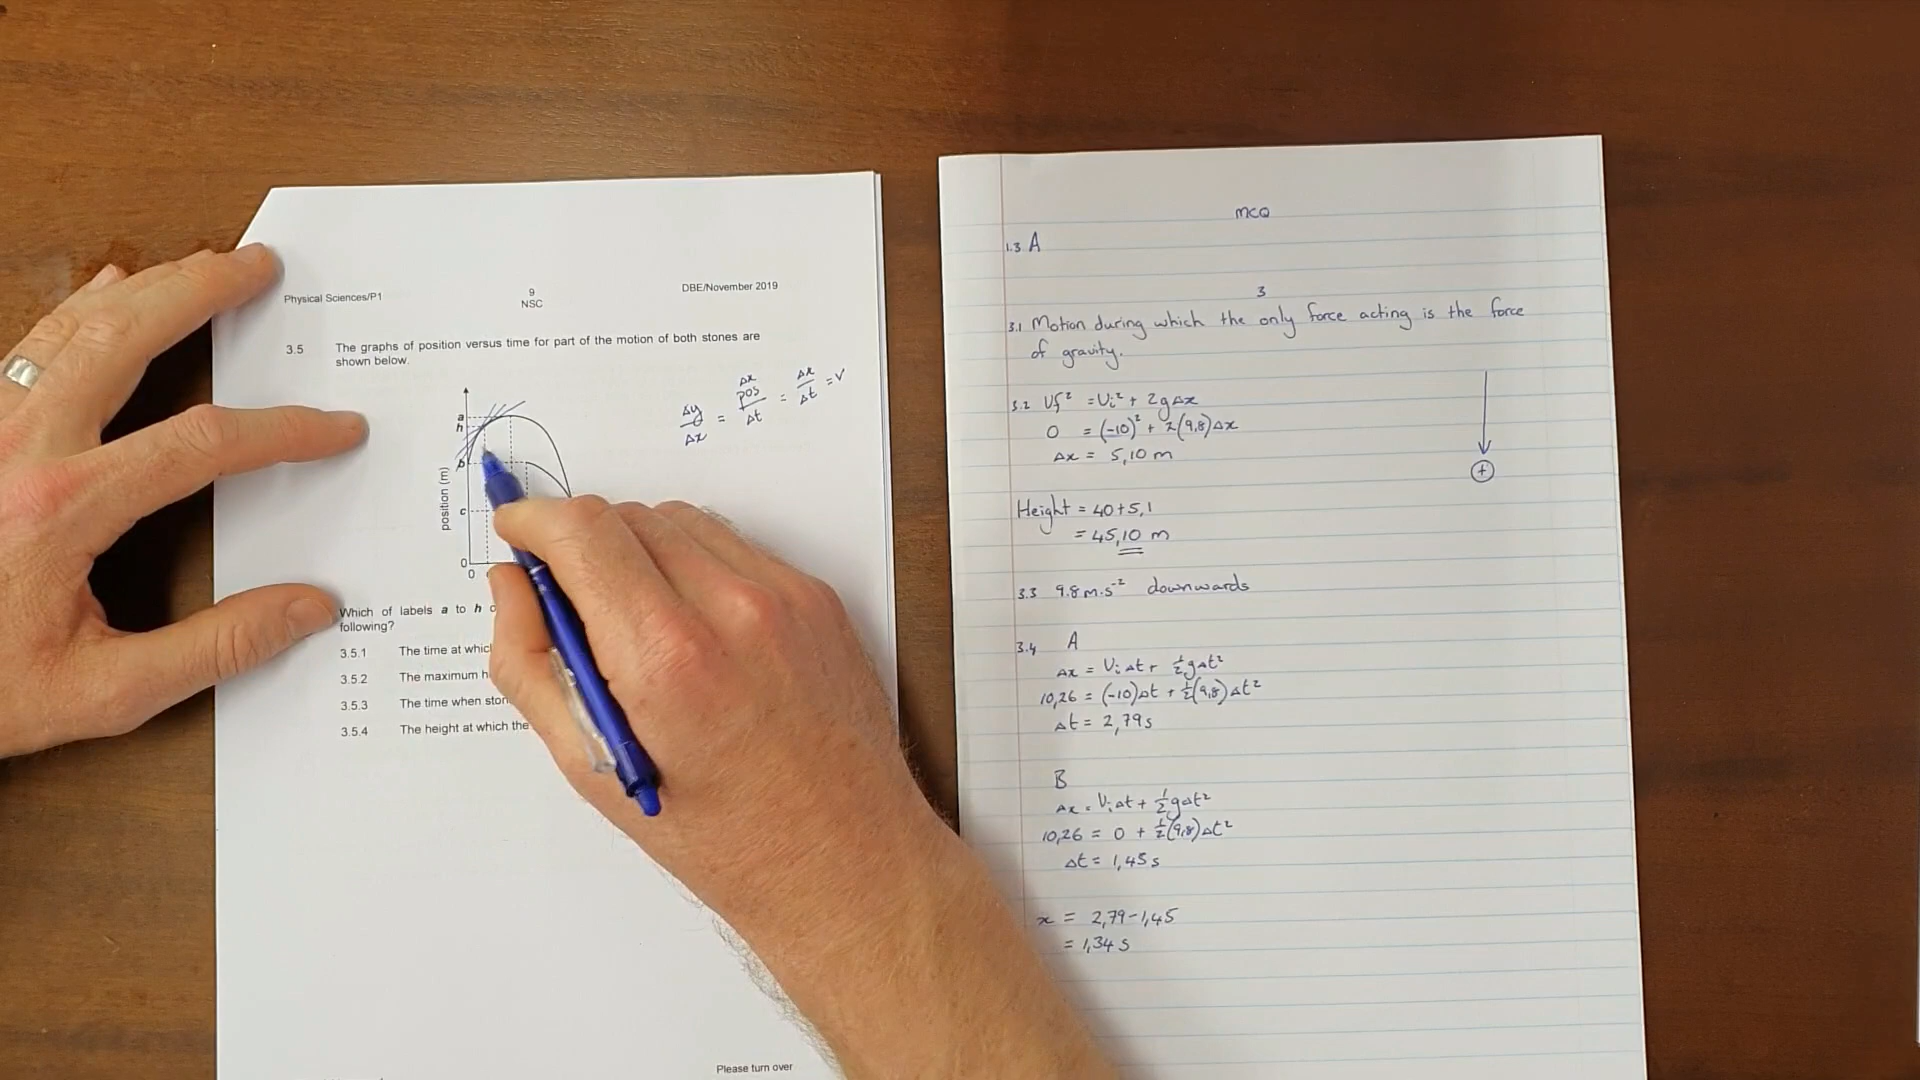 Physical Sciences/P1
9
NSC
DBE/November 2019
3.5 The graphs of position versus time for part of the motion of both stones are
shown below.
a
h
b
c
0
0
position (m)
Δy/Δx = Δx pos/Δt = Δx/Δt = V
Which of labels a to h
following?
3.5.1 The time at
3.5.2 The maximum
3.5.3 The time when
3.5.4 The height at which the
Please turn over
MCQ
1.3 A
3
3.1 Motion during which the only force acting is the force
of gravity.
3.2 Vf² = Vi² + 2gΔx
0 = (-10)² + 2(9,8)Δx
Δx = 5,10 m
+
Height = 40+5,1
= 45,10 m
3.3 9.8m.s⁻² downwards
3.4 A
Δx = ViΔt + ½gΔt²
10,26 = (-10)Δt + ½(9,8)Δt²
Δt = 2,79s
B
Δx = ViΔt + ½gΔt²
10,26 = 0 + ½(9,8)Δt²
Δt = 1,45s
x = 2,79-1,45
= 1,34 s